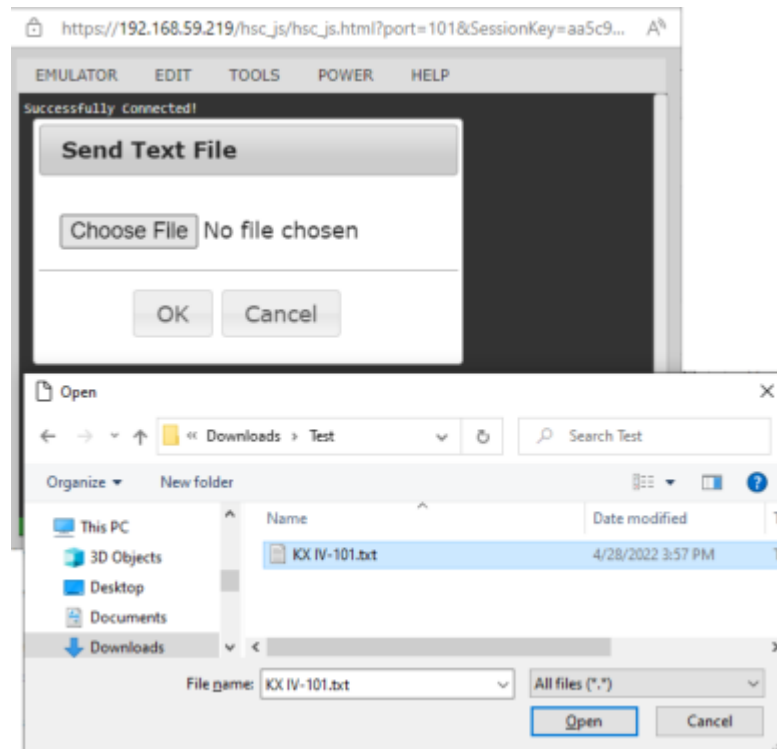 https://192.168.59.219/hsc_js/hsc_js.html?port=101&SessionKey=aa5c9...
EMULATOR EDIT TOOLS POWER HELP
Successfully Connected!
Send Text File
Choose File No file chosen
OK Cancel
Open
« Downloads › Test Search Test
Organize New folder
This PC
3D Objects
Desktop
Documents
Downloads
Name Date modified T
KX IV-101.txt 4/28/2022 3:57 PM T
File name: KX IV-101.txt All files (*.*)
Open Cancel